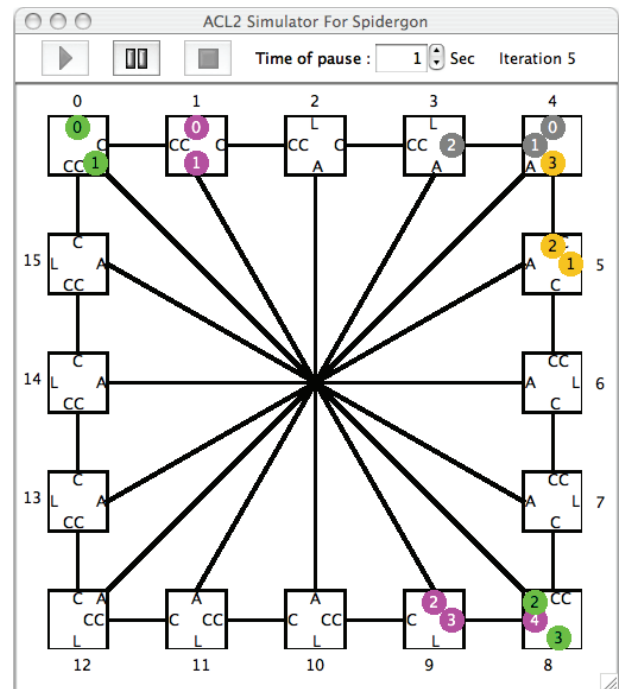 ACL2 Simulator For Spidergon
Time of pause : 1 Sec Iteration 5
0 1 2 3 4
0 0 L L 0
C CC C CC C CC 2 1
CC 1 1 A A A 3
C 2 C
15 L A A 1 5
CC C
C CC
14 L A A L 6
CC C
C CC
13 L A A L 7
CC C
C A A A 2 2 CC
CC C CC C CC C 3 4
L L L L 3
12 11 10 9 8